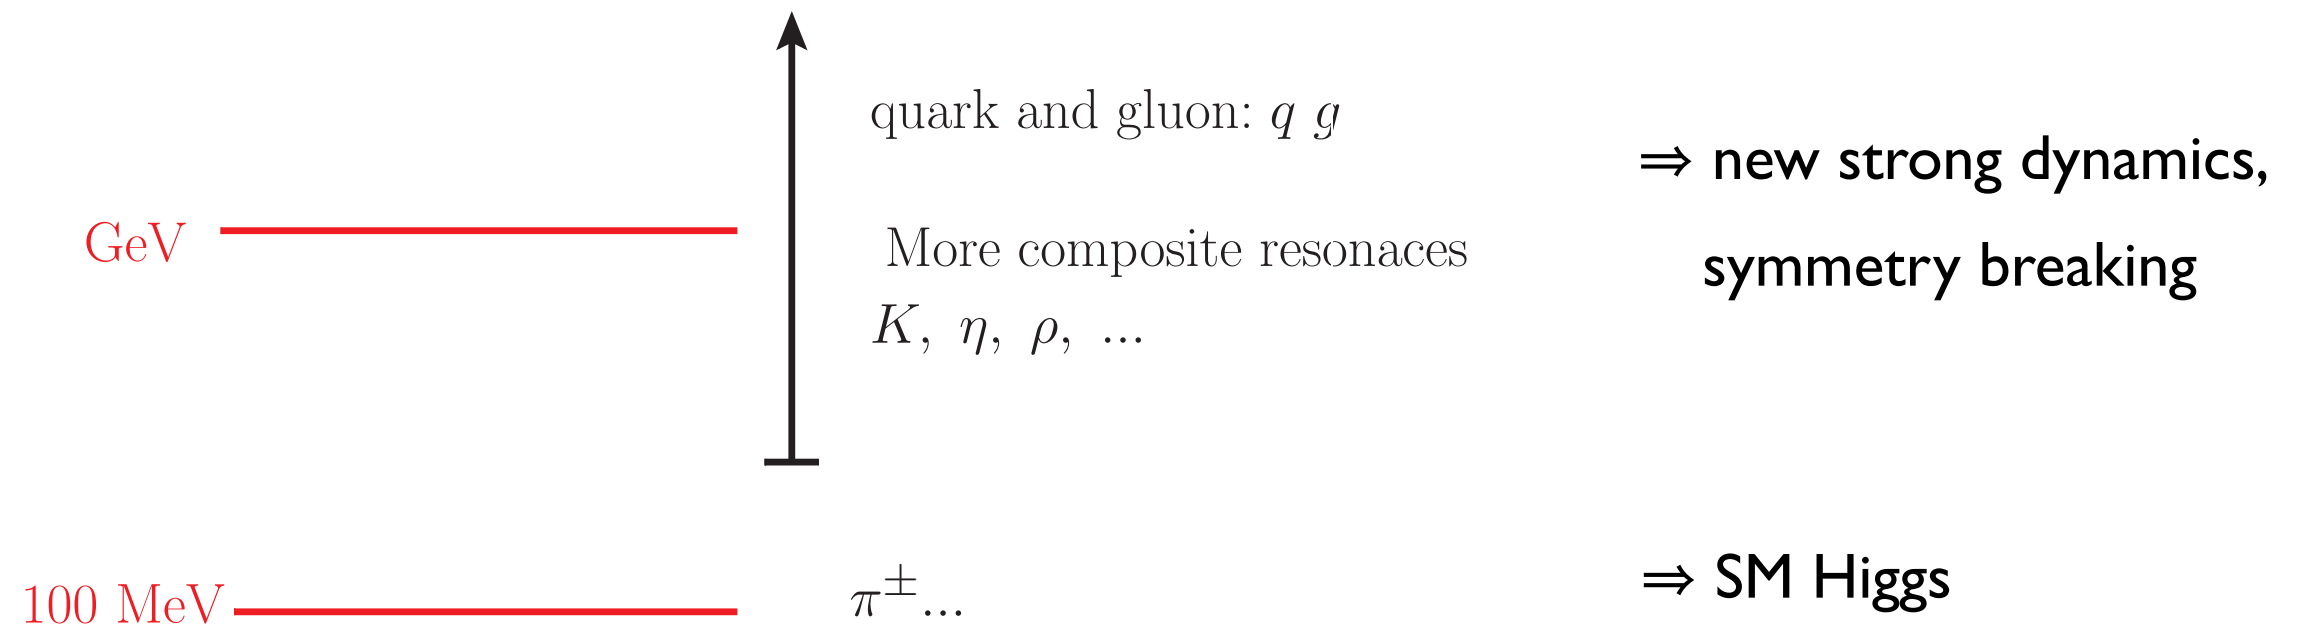 quark and gluon: q g
⇒ new strong dynamics,
GeV
More composite resonaces
symmetry breaking
K, η, ρ, ...
100 MeV
π±...
⇒ SM Higgs